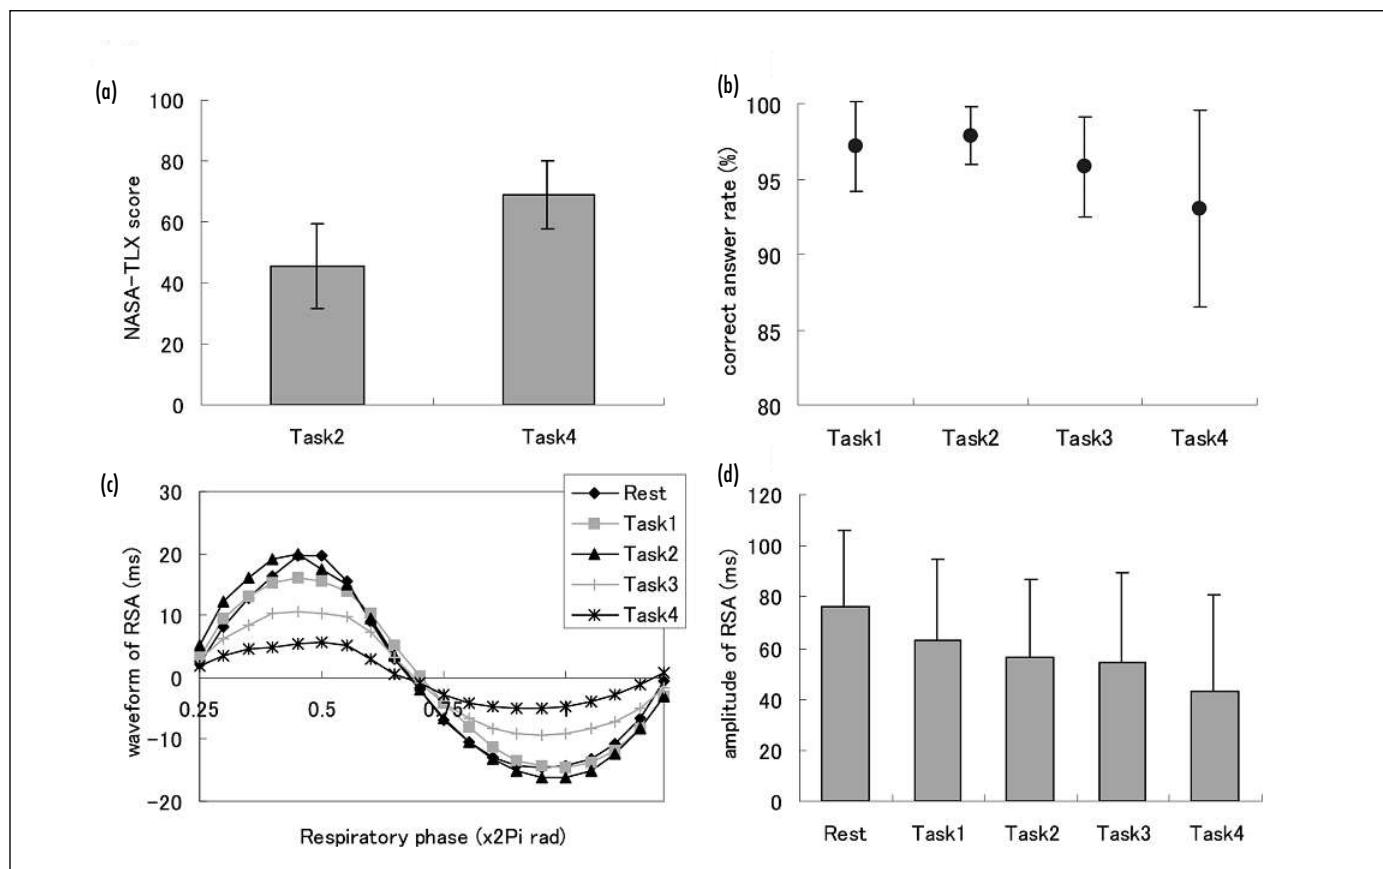 (a)
NASA-TLX score
100
80
60
40
20
0
Task2 Task4
(b)
correct answer rate (%)
100
95
90
85
80
Task1 Task2 Task3 Task4
(c)
waveform of RSA (ms)
30
20
10
0
-10
-20
0.25 0.5 0.75 1
Respiratory phase (x2Pi rad)
Rest
Task1
Task2
Task3
Task4
(d)
amplitude of RSA (ms)
120
100
80
60
40
20
0
Rest Task1 Task2 Task3 Task4